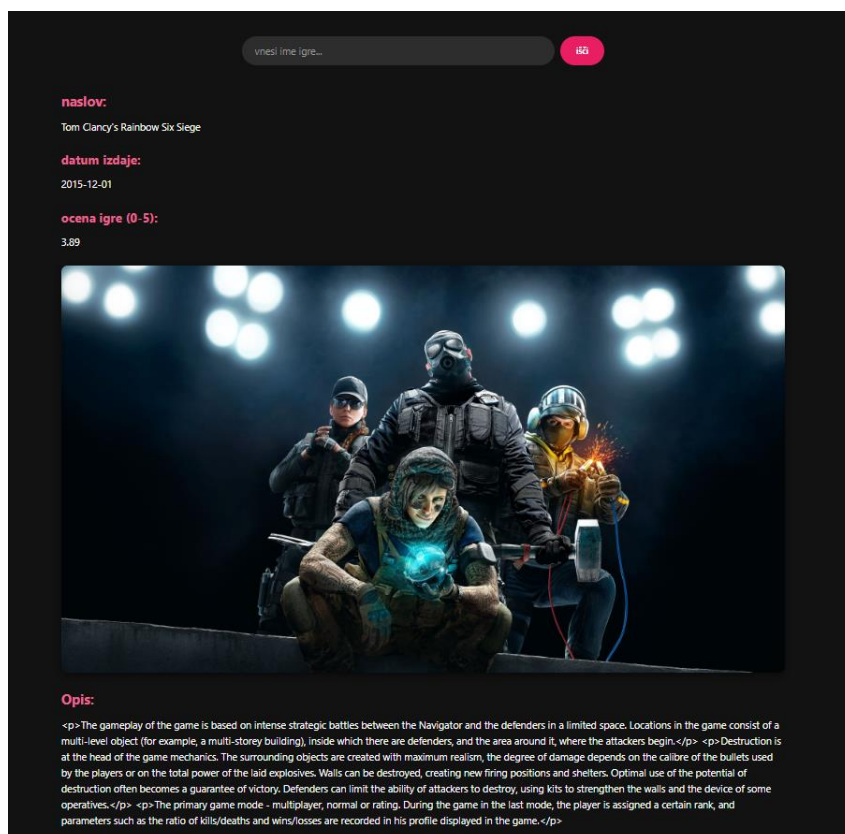 vnesi ime igre...
išči
naslov:
Tom Clancy's Rainbow Six Siege
datum izdaje:
2015-12-01
ocena igre (0-5):
3.89
Opis:
<p>The gameplay of the game is based on intense strategic battles between the Navigator and the defenders in a limited space. Locations in the game consist of a
multi-level object (for example, a multi-storey building), inside which there are defenders, and the area around it, where the attackers begin.</p> <p>Destruction is
at the head of the game mechanics. The surrounding objects are created with maximum realism, the degree of damage depends on the calibre of the bullets used
by the players or on the total power of the laid explosives. Walls can be destroyed, creating new firing positions and shelters. Optimal use of the potential of
destruction often becomes a guarantee of victory. Defenders can limit the ability of attackers to destroy, using kits to strengthen the walls and the device of some
operatives.</p> <p>The primary game mode - multiplayer, normal or rating. During the game in the last mode, the player is assigned a certain rank, and
parameters such as the ratio of kills/deaths and wins/losses are recorded in his profile displayed in the game.</p>